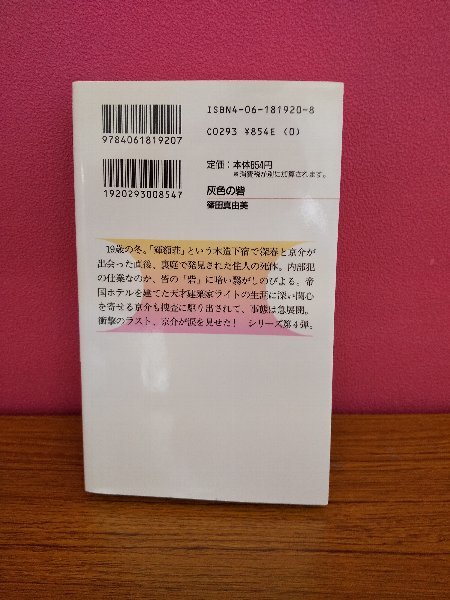 ISBN4-06-181920-8
C0293 ¥854E (0)
9784061819207
定価：本体854円
※消費税が別に加算されます。
1920293008547
灰色の砦
篠田真由美
19歳の冬。「輝額荘」という木造下宿で深春と京介が
出会った直後、裏庭で発見された住人の死体。内部犯
の仕業なのか、皆の「砦」に暗い翳がしのびよる。帝
国ホテルを建てた天才建築家ライトの生涯に深い関心
を寄せる京介も捜査に駆り出されて、事態は急展開。
衝撃のラスト、京介が涙を見せた！　シリーズ第4弾。